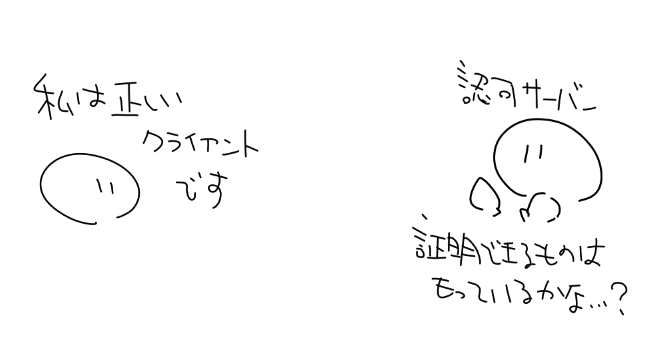 私は正しい
クライアント
です
認可サーバン
証明できるものは
もっているかな…?